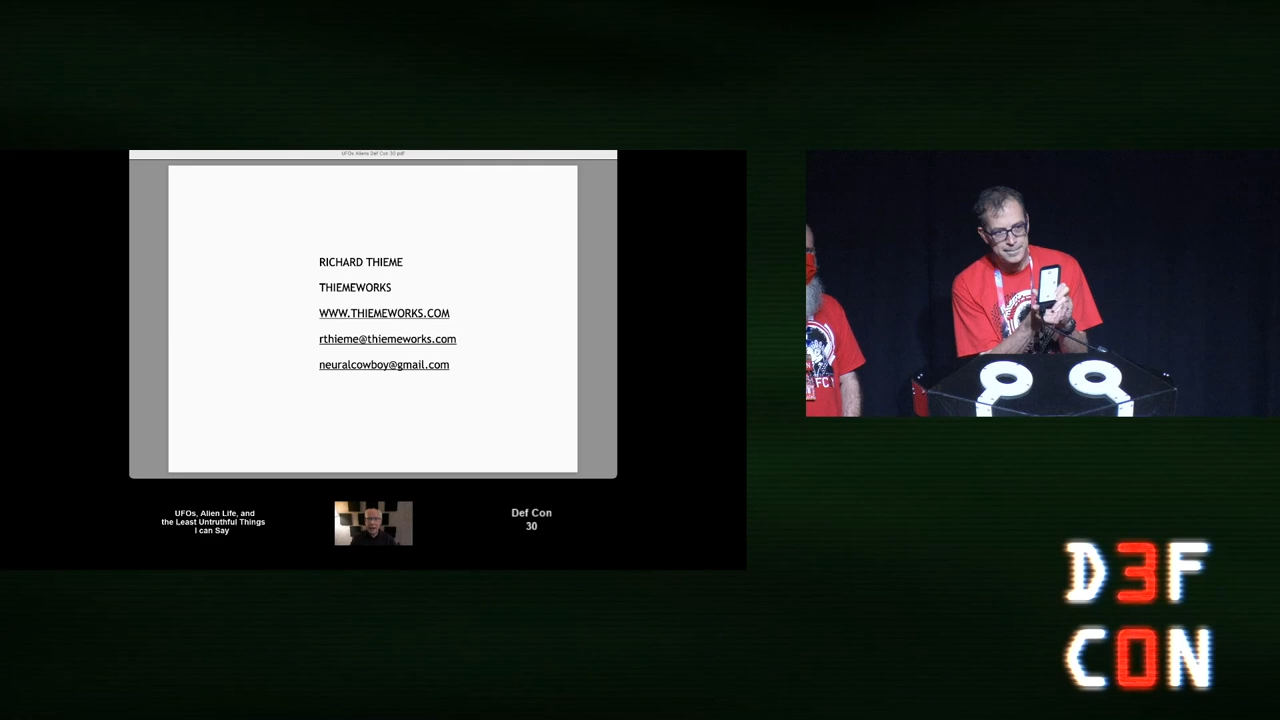 UFOs Aliens Def Con 30 pdf
RICHARD THIEME
THIEMEWORKS
WWW.THIEMEWORKS.COM
rthieme@thiemeworks.com
neuralcowboy@gmail.com
UFOs, Alien Life, and
the Least Untruthful Things
I can Say
Def Con
30
D3F
C0N